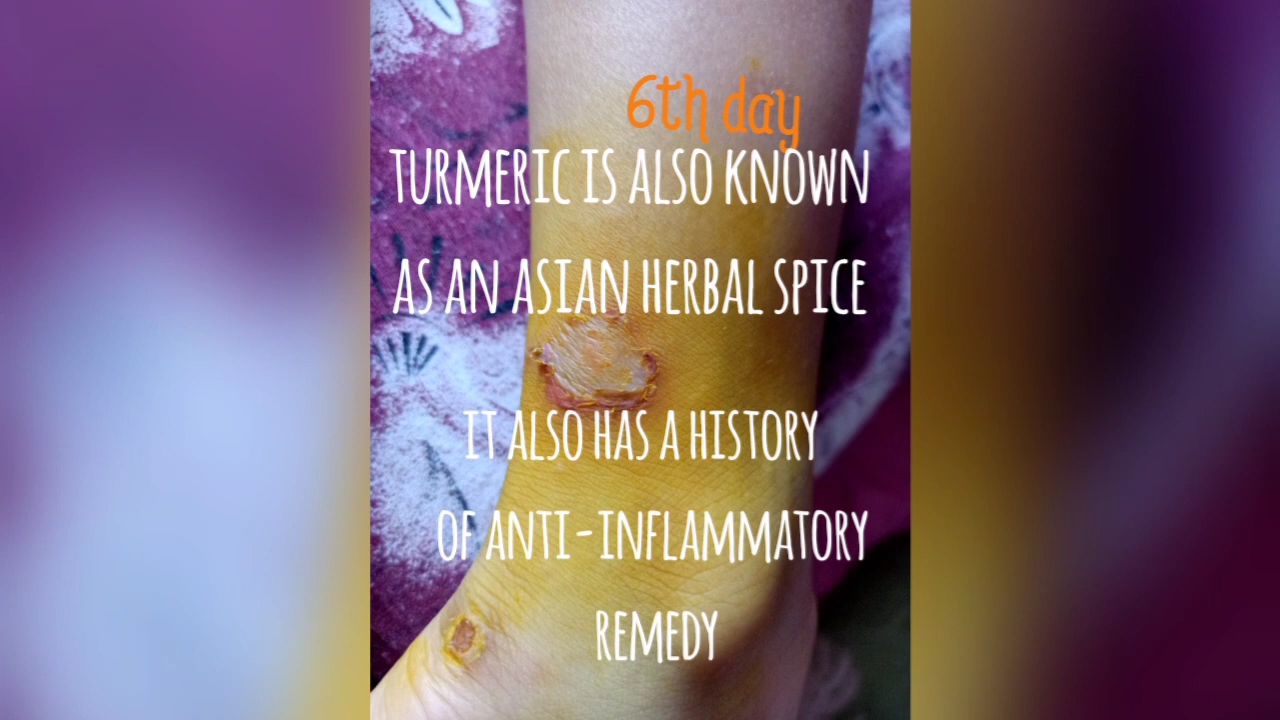 6th day
TURMERIC IS ALSO KNOWN
AS AN ASIAN HERBAL SPICE
IT ALSO HAS A HISTORY
OF ANTI-INFLAMMATORY
REMEDY